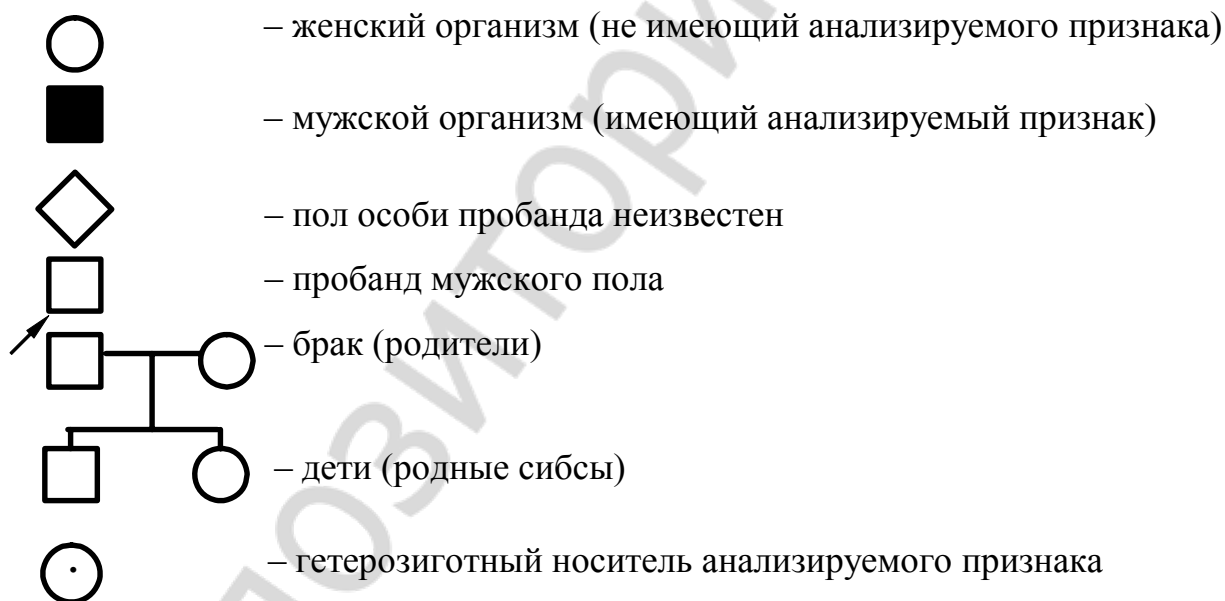 – женский организм (не имеющий анализируемого признака)
– мужской организм (имеющий анализируемый признак)
– пол особи пробанда неизвестен
– пробанд мужского пола
– брак (родители)
– дети (родные сибсы)
– гетерозиготный носитель анализируемого признака